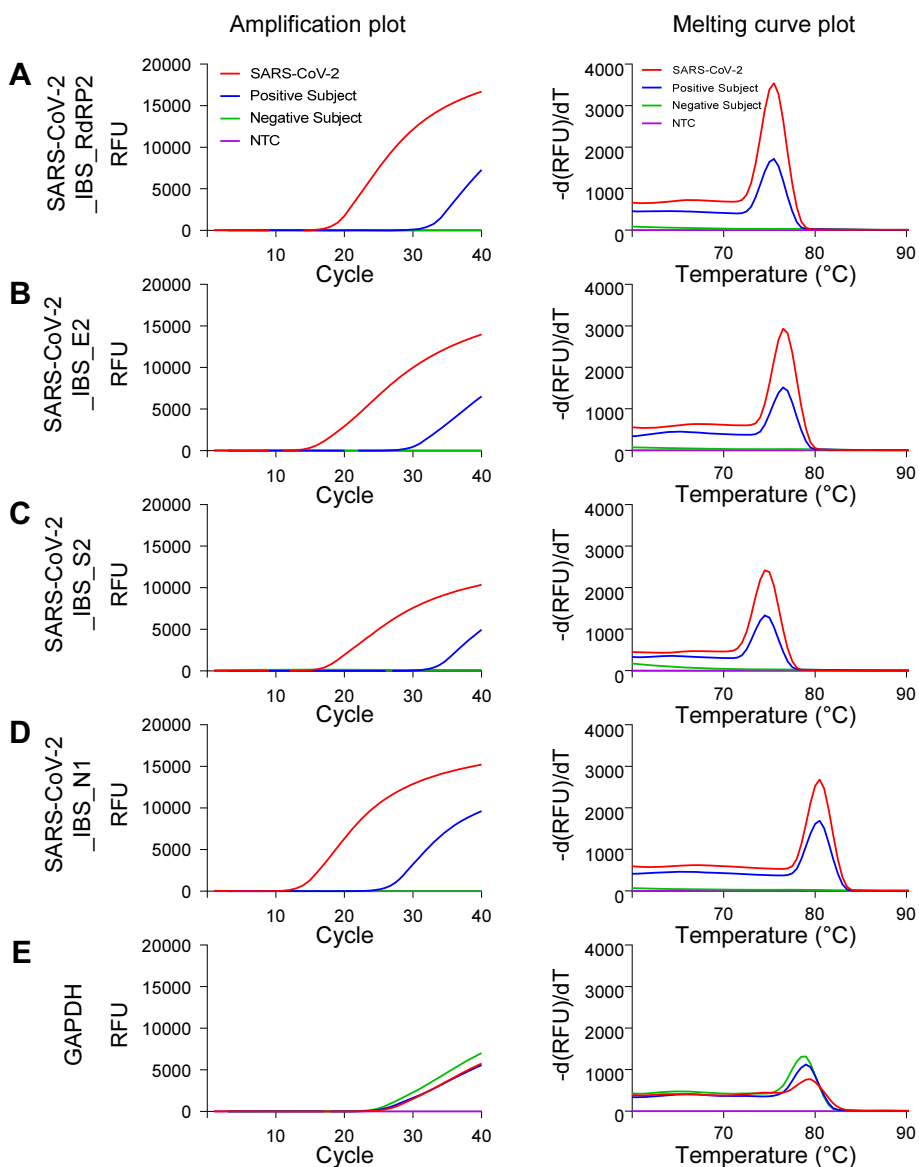 Amplification plot
Melting curve plot
A
SARS-CoV-2
_IBS_RdRP2
RFU
20000
15000
10000
5000
0
SARS-CoV-2
Positive Subject
Negative Subject
NTC
10
20
30
40
Cycle
-d(RFU)/dT
4000
3000
2000
1000
0
SARS-CoV-2
Positive Subject
Negative Subject
NTC
70
80
90
Temperature (°C)
B
SARS-CoV-2
_IBS_E2
RFU
20000
15000
10000
5000
0
10
20
30
40
Cycle
-d(RFU)/dT
4000
3000
2000
1000
0
70
80
90
Temperature (°C)
C
SARS-CoV-2
_IBS_S2
RFU
20000
15000
10000
5000
0
10
20
30
40
Cycle
-d(RFU)/dT
4000
3000
2000
1000
0
70
80
90
Temperature (°C)
D
SARS-CoV-2
_IBS_N1
RFU
20000
15000
10000
5000
0
10
20
30
40
Cycle
-d(RFU)/dT
4000
3000
2000
1000
0
70
80
90
Temperature (°C)
E
GAPDH
RFU
20000
15000
10000
5000
0
10
20
30
40
Cycle
-d(RFU)/dT
4000
3000
2000
1000
0
70
80
90
Temperature (°C)